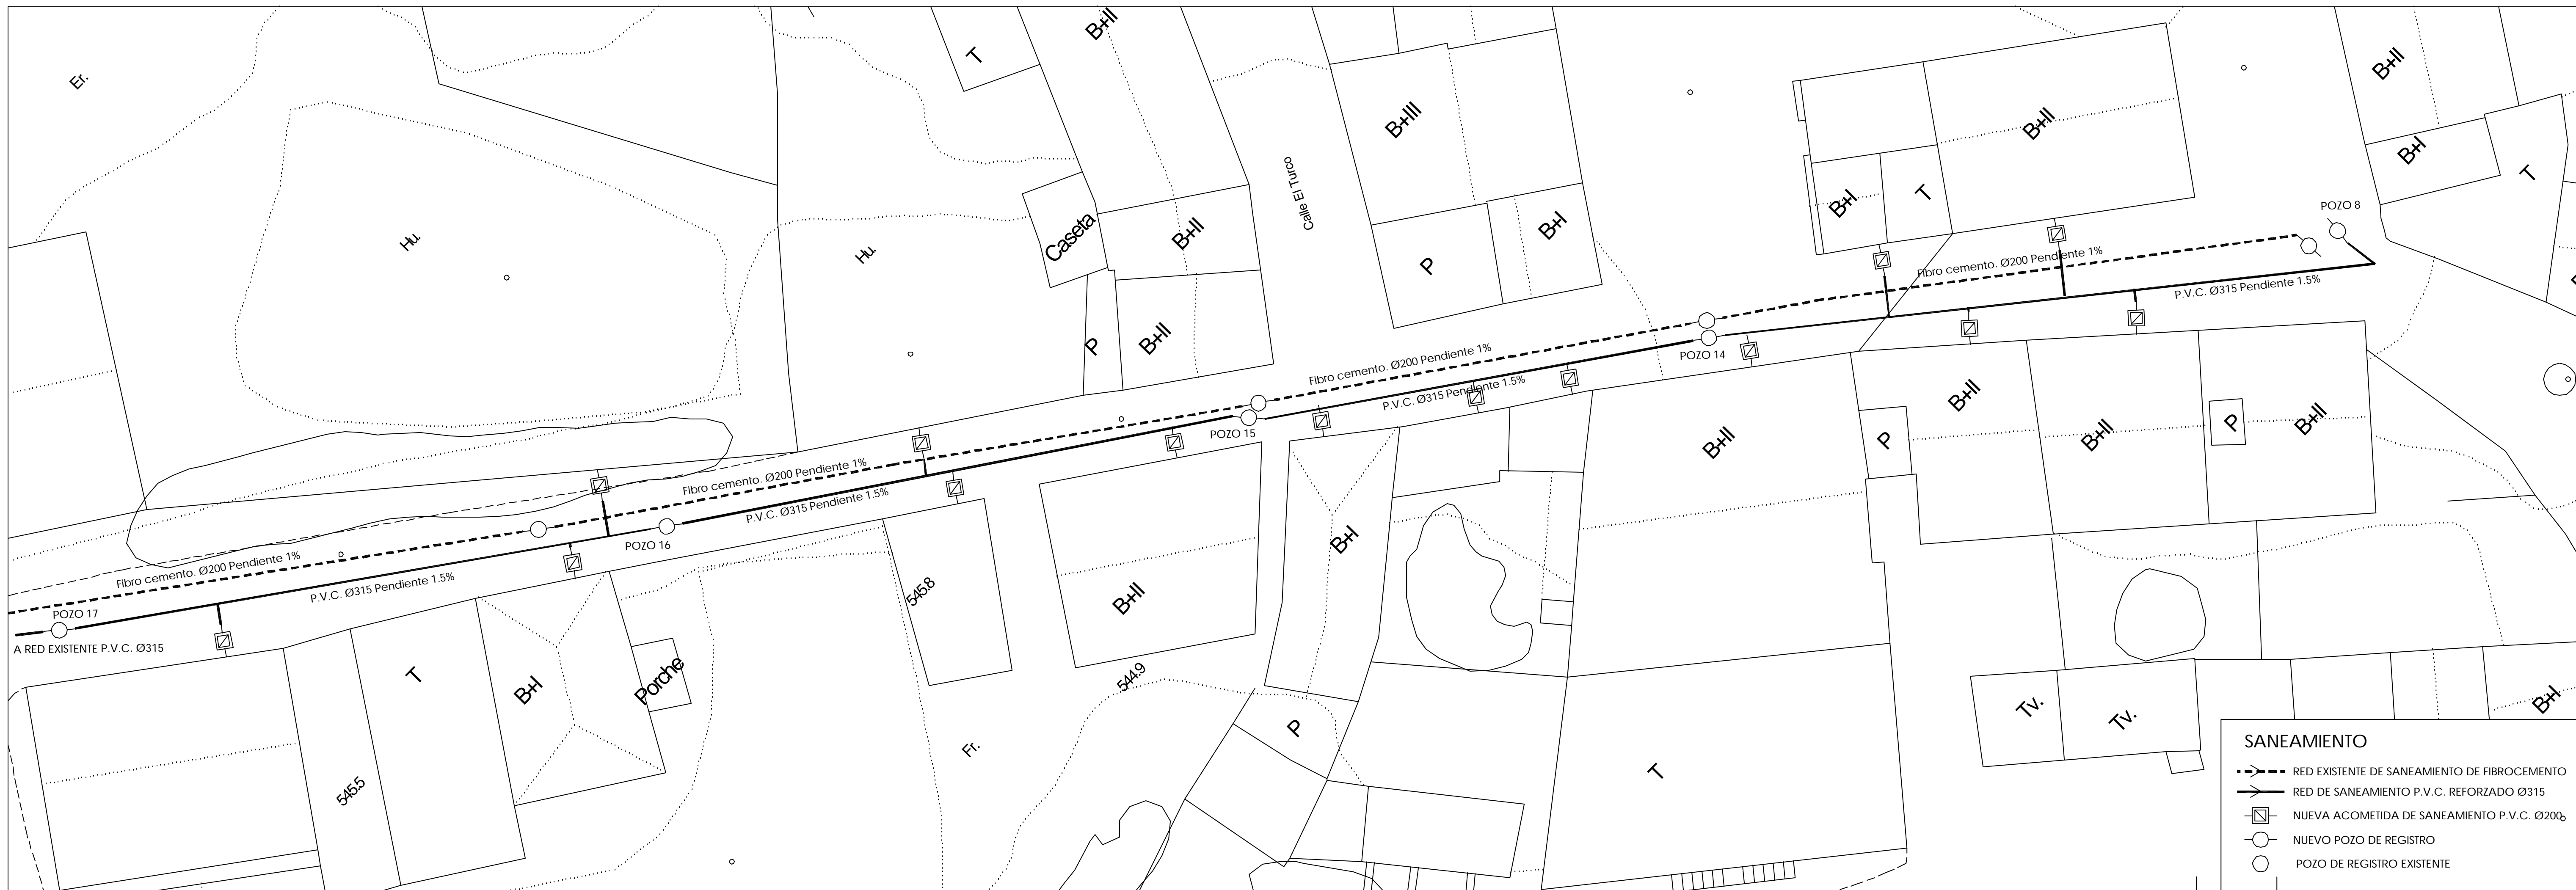 Er.
T
B+II
B+II
Hu.
Hu.
Caseta
B+II
P
B+II
Calle El Turco
B+III
P
B+I
B+II
B+I
T
B+I
T
POZO 8
Fibro cemento. Ø200 Pendiente 1%
P.V.C. Ø315 Pendiente 1.5%
POZO 14
Fibro cemento. Ø200 Pendiente 1%
P.V.C. Ø315 Pendiente 1.5%
POZO 15
Fibro cemento. Ø200 Pendiente 1%
P.V.C. Ø315 Pendiente 1.5%
POZO 16
Fibro cemento. Ø200 Pendiente 1%
P.V.C. Ø315 Pendiente 1.5%
POZO 17
A RED EXISTENTE P.V.C. Ø315
B+II
P
B+II
B+II
P
B+II
B+I
545.8
B+II
544.9
T
B+I
Porche
545.5
Fr.
P
T
Tv.
Tv.
B+I
SANEAMIENTO
RED EXISTENTE DE SANEAMIENTO DE FIBROCEMENTO
RED DE SANEAMIENTO P.V.C. REFORZADO Ø315
NUEVA ACOMETIDA DE SANEAMIENTO P.V.C. Ø200
NUEVO POZO DE REGISTRO
POZO DE REGISTRO EXISTENTE